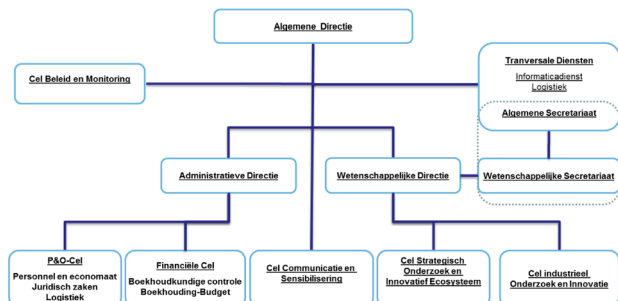 Algemene Directie
Cel Beleid en Monitoring
Tranversale Diensten
Informaticadienst
Logistiek
Algemene Secretariaat
Administratieve Directie
Wetenschappelijke Directie
Wetenschappelijke Secretariaat
P&O-Cel
Personnel en economaat
Juridisch zaken
Logistiek
Financiële Cel
Boekhoudkundige controle
Boekhouding-Budget
Cel Communicatie en
Sensibilisering
Cel Strategisch
Onderzoek en
Innovatief Ecosysteem
Cel industrieel
Onderzoek en Innovatie